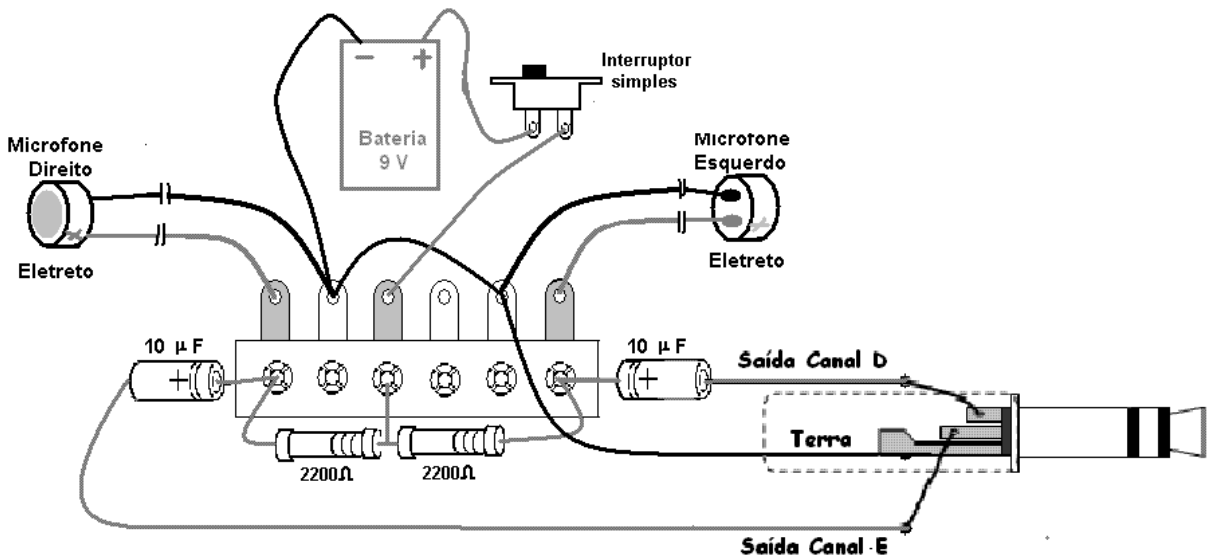 Interruptor
simples
− +
Bateria
9 V
Microfone
Direito
Microfone
Esquerdo
Eletreto
Eletreto
10 µF
+
10 µF
+
Saída Canal D
Terra
2200Ω
2200Ω
Saída Canal E